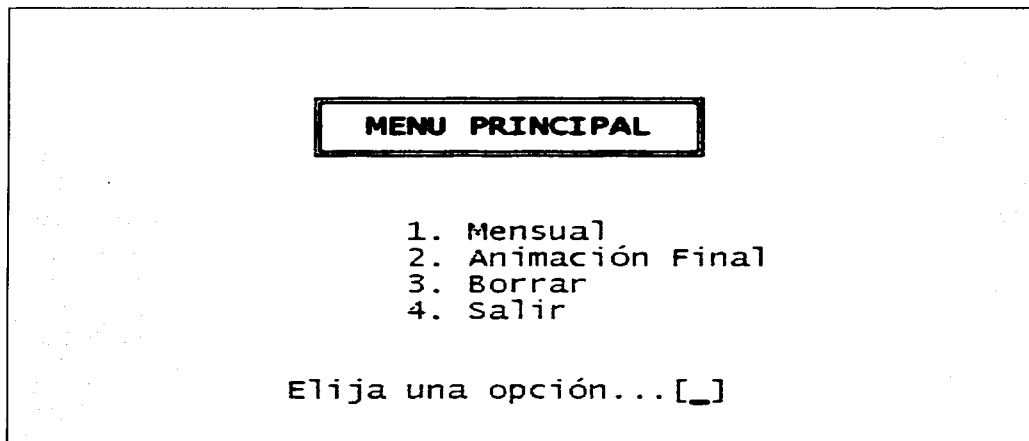 MENU PRINCIPAL
1. Mensual
2. Animación Final
3. Borrar
4. Salir
Elija una opción...[_]